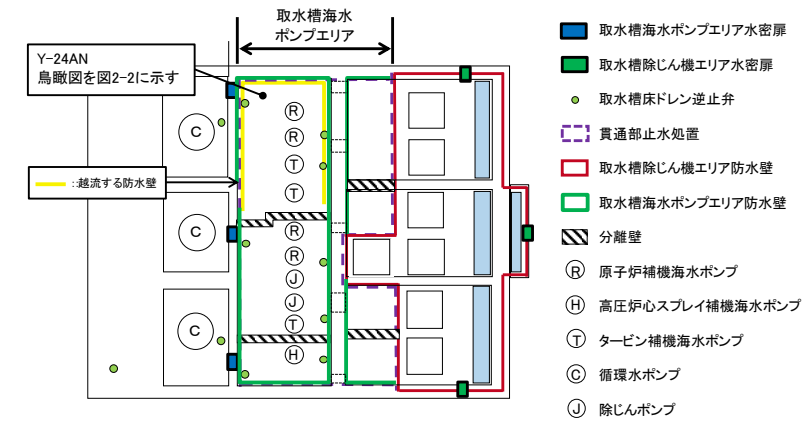 取水槽海水
ポンプエリア
Y-24AN
鳥瞰図を図2-2に示す
::越流する防水壁
C
C
C
R
R
T
T
R
R
J
J
T
H
取水槽海水ポンプエリア水密扉
取水槽除じん機エリア水密扉
取水槽床ドレン逆止弁
貫通部止水処置
取水槽除じん機エリア防水壁
取水槽海水ポンプエリア防水壁
分離壁
R 原子炉補機海水ポンプ
H 高圧炉心スプレイ補機海水ポンプ
T タービン補機海水ポンプ
C 循環水ポンプ
J 除じんポンプ